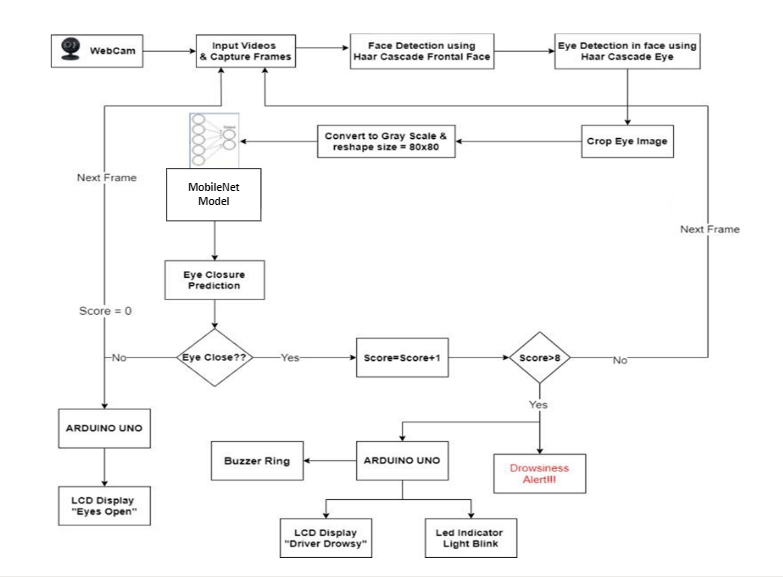 WebCam
Input Videos
& Capture Frames
Face Detection using
Haar Cascade Frontal Face
Eye Detection in face using
Haar Cascade Eye
Convert to Gray Scale &
reshape size = 80x80
Crop Eye Image
Next Frame
MobileNet
Model
Next Frame
Eye Closure
Prediction
Score = 0
No
Eye Close??
Yes
Score=Score+1
Score>8
No
Yes
ARDUINO UNO
Buzzer Ring
ARDUINO UNO
Drowsiness
Alert!!!
LCD Display
"Eyes Open"
LCD Display
"Driver Drowsy"
Led Indicator
Light Blink